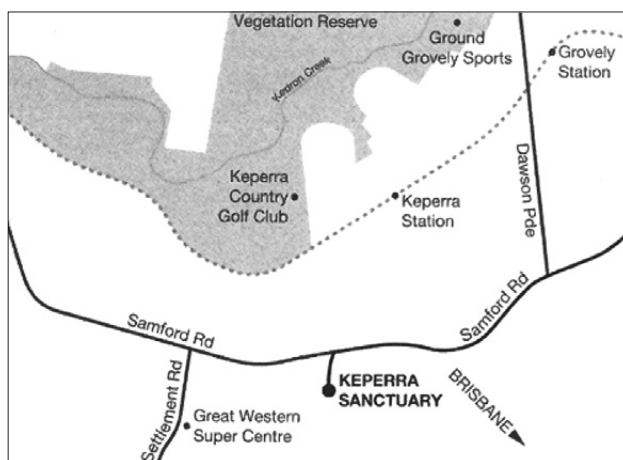 Vegetation Reserve
Ground
Grovely Sports
Grovely
Station
Kedron Creek
Keperra
Country
Golf Club
Keperra
Station
Dawson Pde
Samford Rd
Samford Rd
Settlement Rd
KEPERRA
SANCTUARY
BRISBANE
Great Western
Super Centre